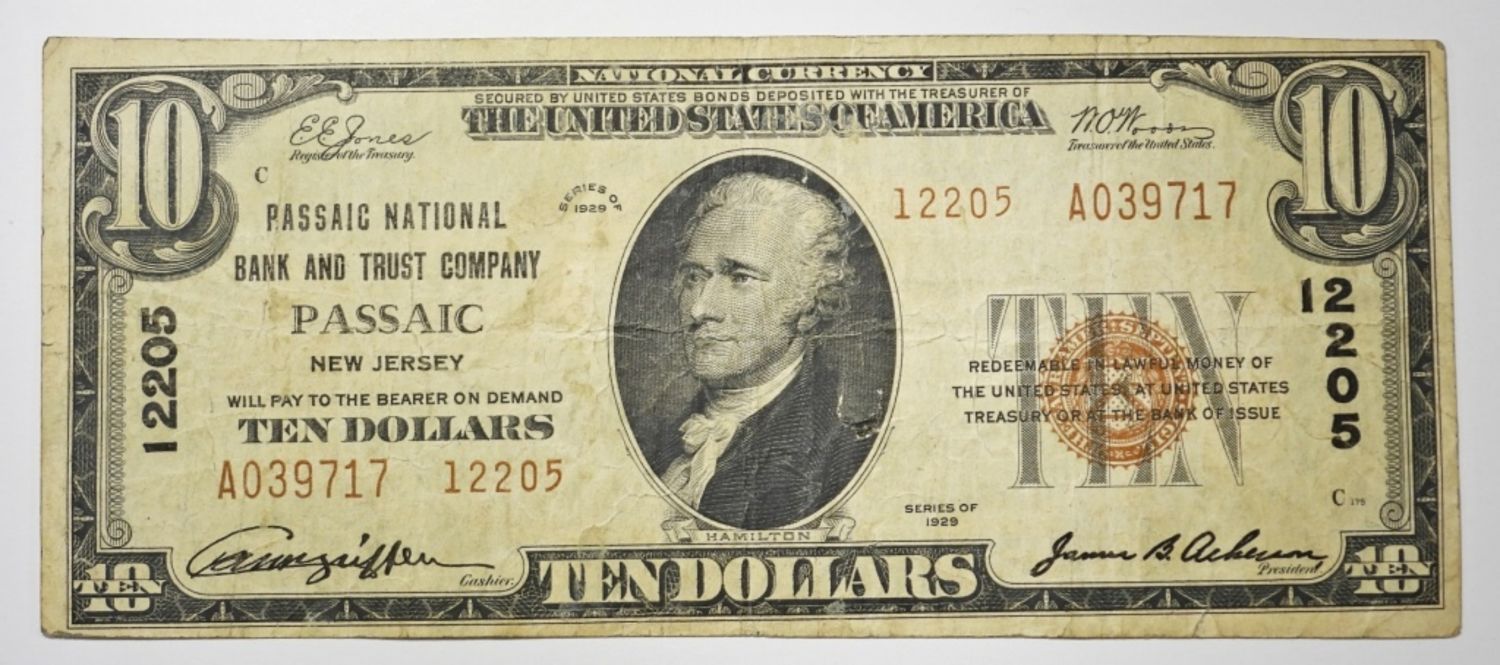 NATIONAL CURRENCY
SECURED BY UNITED STATES BONDS DEPOSITED WITH THE TREASURER OF
THE UNITED STATES OF AMERICA
10
10
E E Jones
Register of the Treasury.
W.O. Woods
Treasurer of the United States.
C
SERIES OF
1929
12205 A039717
PASSAIC NATIONAL
BANK AND TRUST COMPANY
PASSAIC
NEW JERSEY
WILL PAY TO THE BEARER ON DEMAND
TEN DOLLARS
A039717 12205
12205
12205
TEN
REDEEMABLE IN LAWFUL MONEY OF
THE UNITED STATES AT UNITED STATES
TREASURY OR AT THE BANK OF ISSUE
C 175
SERIES OF
1929
HAMILTON
Cashier.
James B. Acherson
President.
TEN DOLLARS
10
TEN
10
TEN